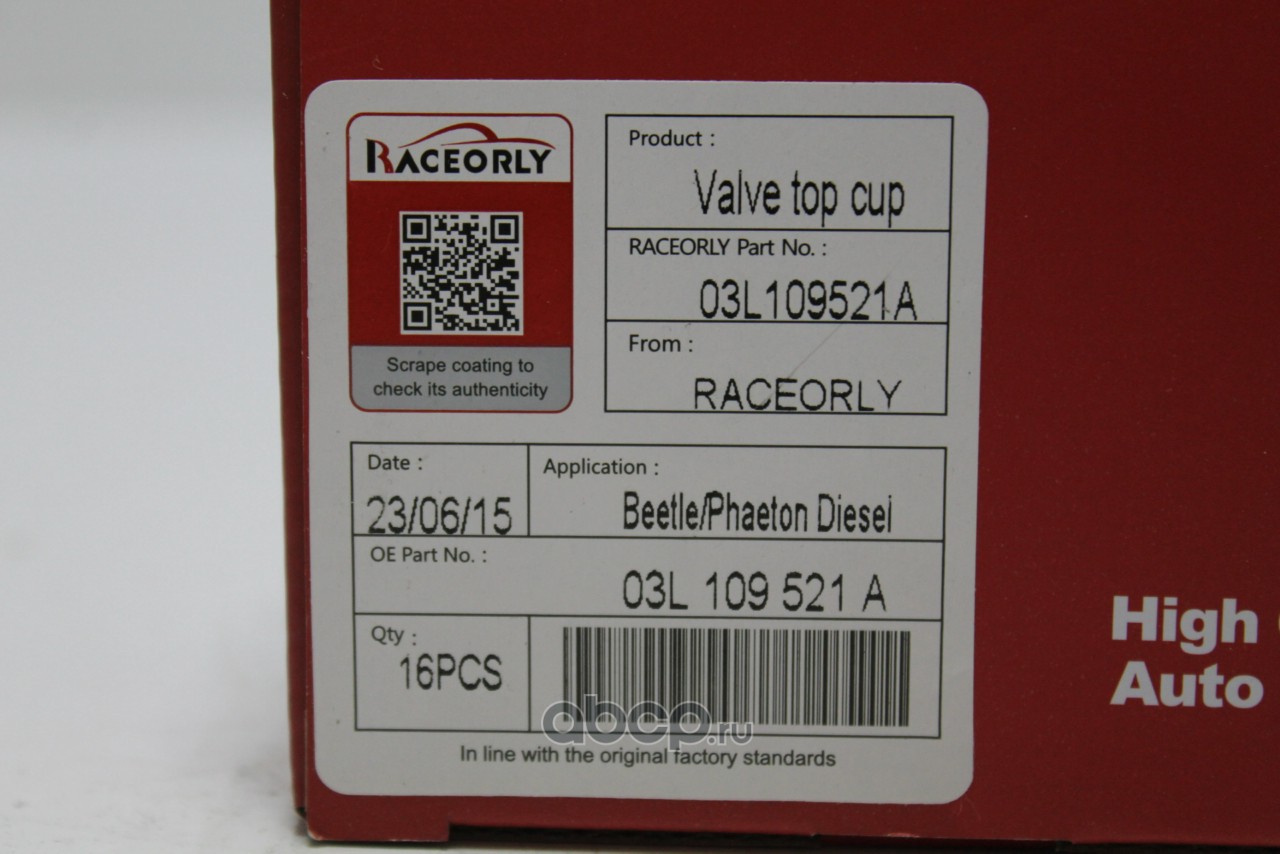 RACEORLY
Scrape coating to
check its authenticity
Product :
Valve top cup
RACEORLY Part No. :
03L109521A
From :
RACEORLY
Date :
23/06/15
Application :
Beetle/Phaeton Diesel
OE Part No. :
03L 109 521 A
Qty :
16PCS
abcp.ru
In line with the original factory standards
High
Auto